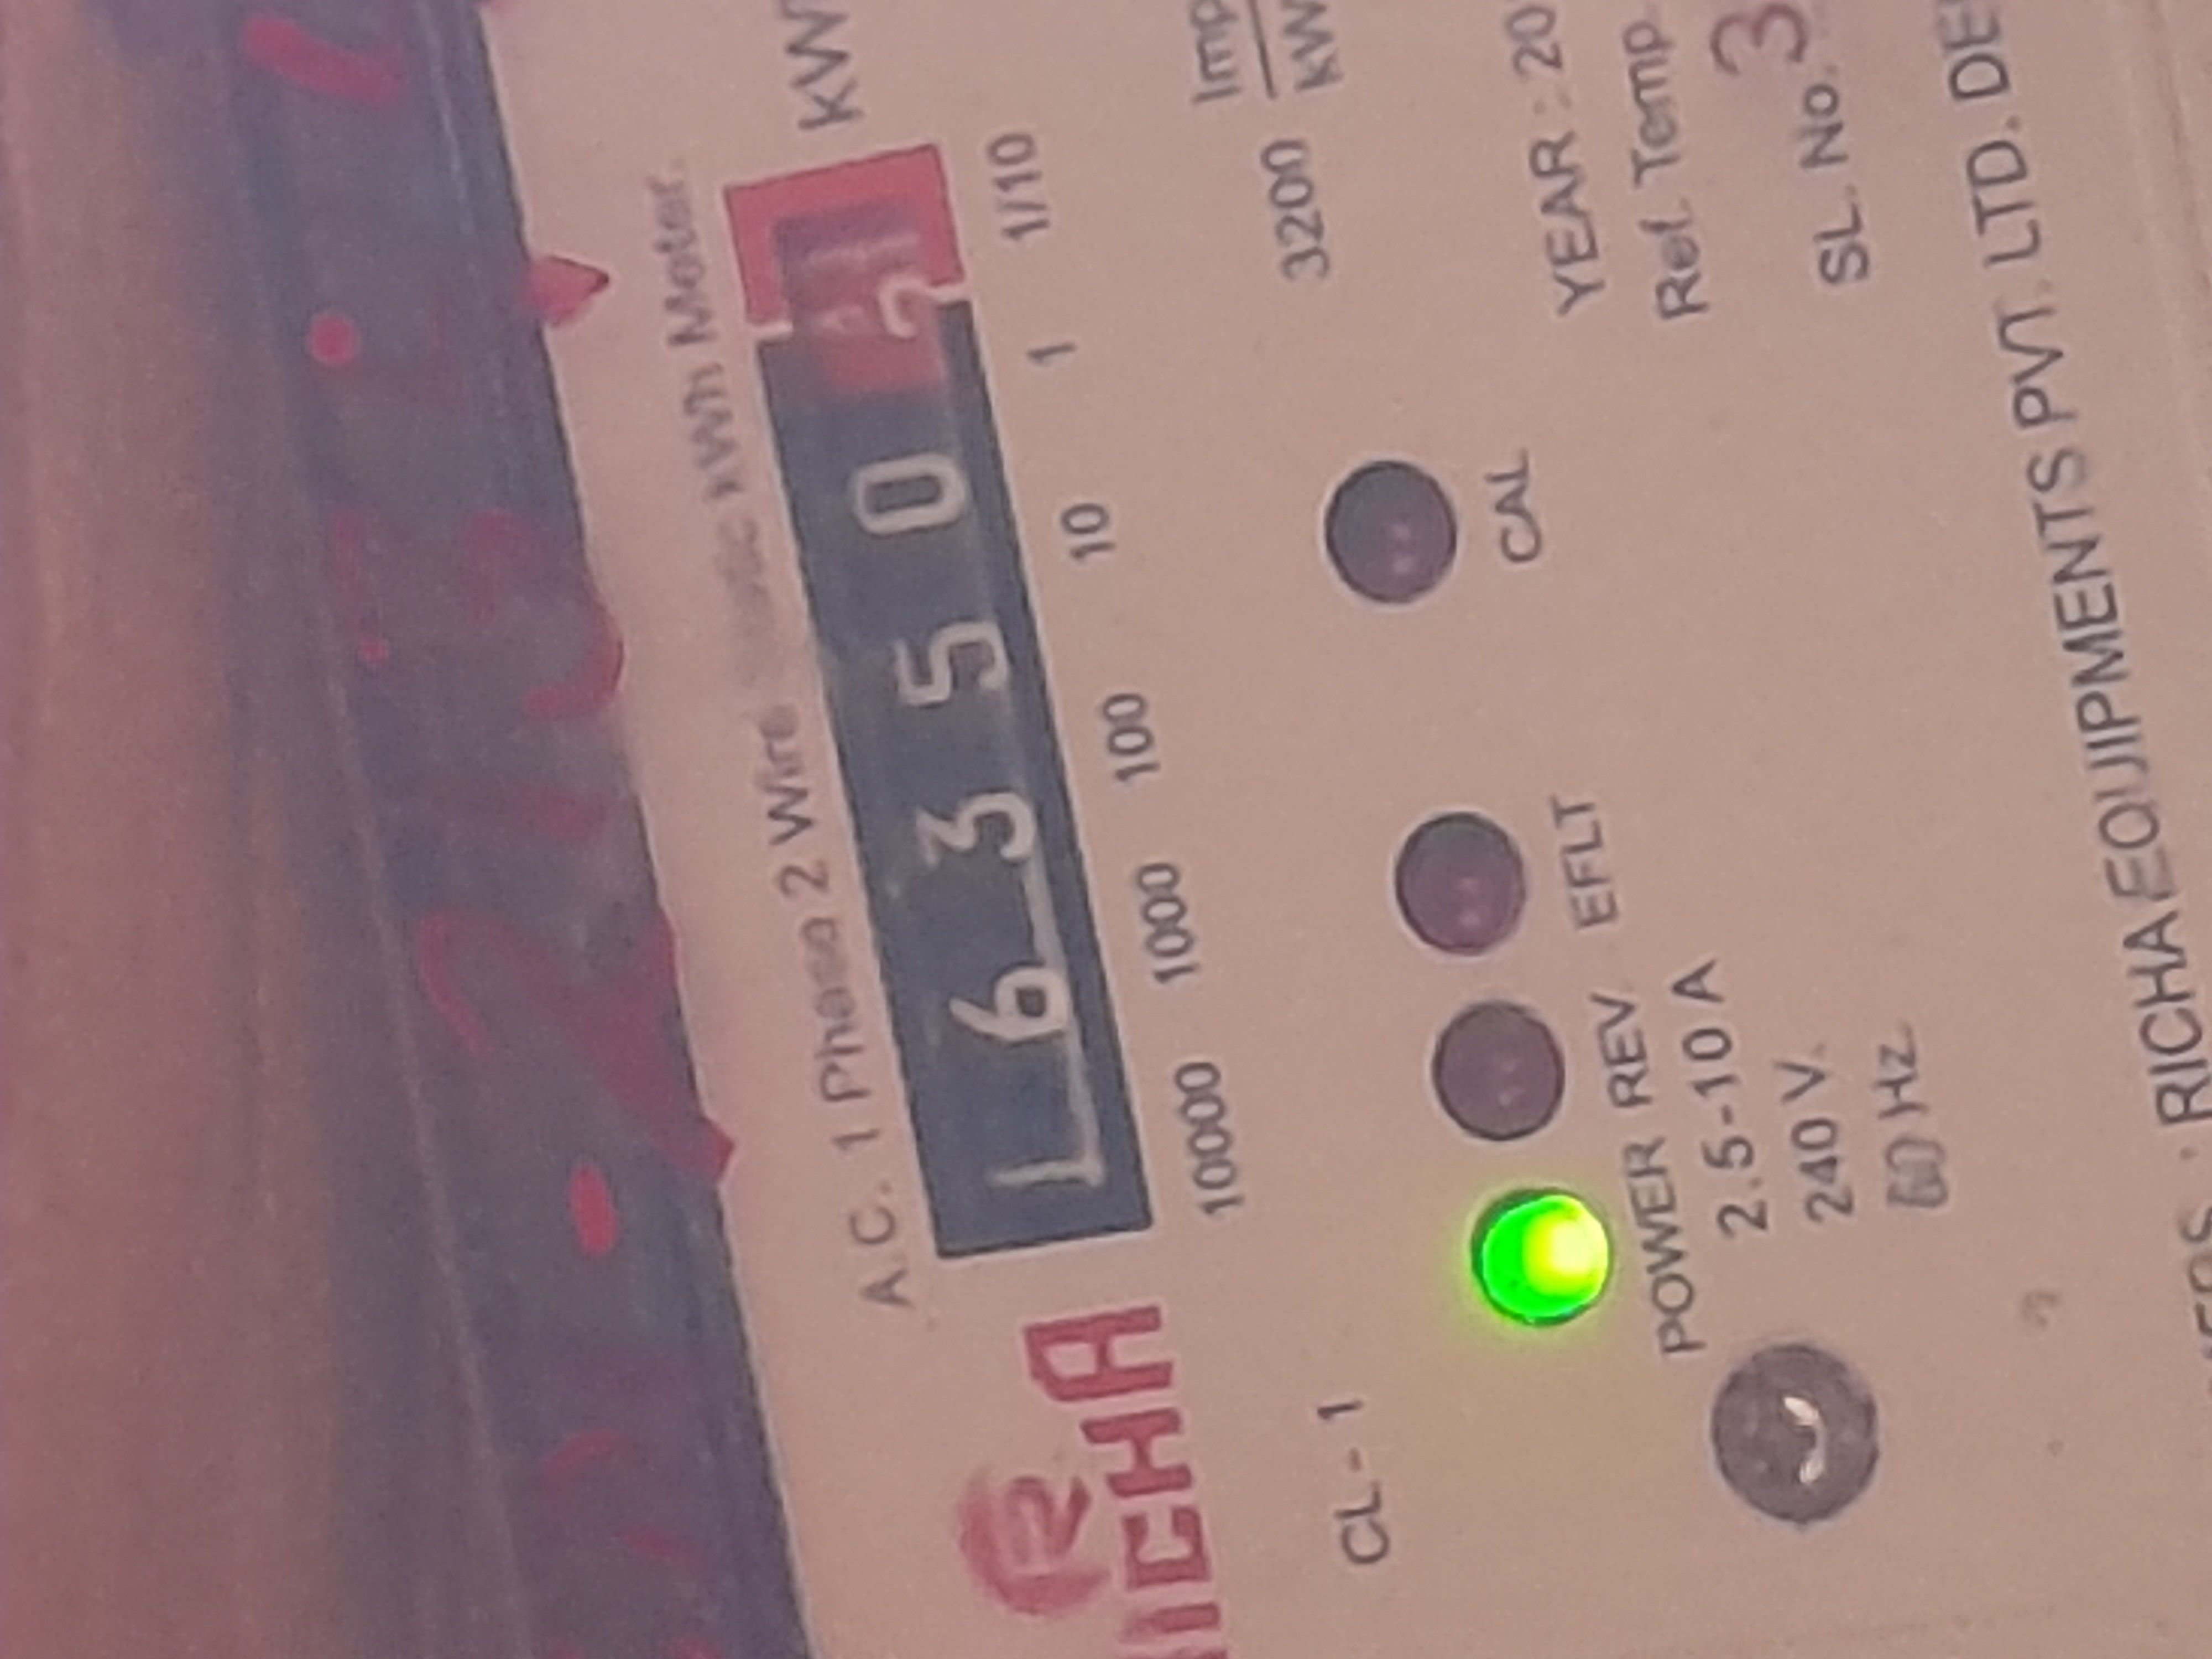 A.C. 1 Phase 2 Wire Static kWh Meter.
RICHA
1 6 3 5 0
kW
10000 1000 100 10 1 1/10
CL - 1
3200 Imp
kW
POWER REV EFLT CAL
2.5-10 A
240 V.
YEAR : 20
Ref. Temp.
Hz
SL. No. 3
RICHA EQUIPMENTS PVT. LTD. DE